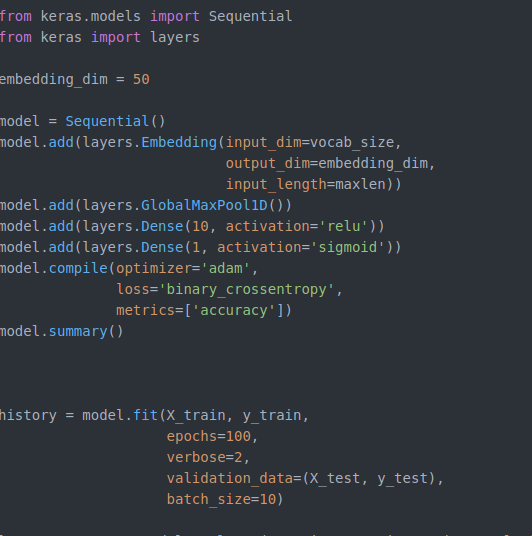 from keras.models import Sequential
from keras import layers
embedding_dim = 50
model = Sequential()
model.add(layers.Embedding(input_dim=vocab_size,
output_dim=embedding_dim,
input_length=maxlen))
model.add(layers.GlobalMaxPool1D())
model.add(layers.Dense(10, activation='relu'))
model.add(layers.Dense(1, activation='sigmoid'))
model.compile(optimizer='adam',
loss='binary_crossentropy',
metrics=['accuracy'])
model.summary()
history = model.fit(X_train, y_train,
epochs=100,
verbose=2,
validation_data=(X_test, y_test),
batch_size=10)